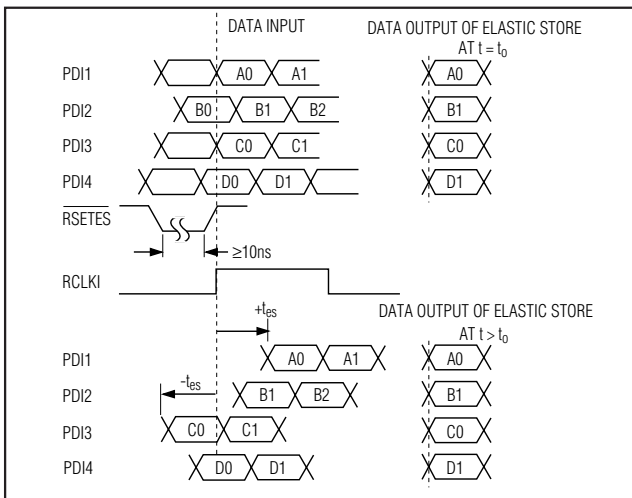 DATA INPUT
DATA OUTPUT OF ELASTIC STORE
AT t = to
PDI1 A0 A1 A0
PDI2 B0 B1 B2 B1
PDI3 C0 C1 C0
PDI4 D0 D1 D1
RSETES
≥10ns
RCLKI
+tes
DATA OUTPUT OF ELASTIC STORE
AT t > to
PDI1 A0 A1 A0
-tes
PDI2 B1 B2 B1
PDI3 C0 C1 C0
PDI4 D0 D1 D1